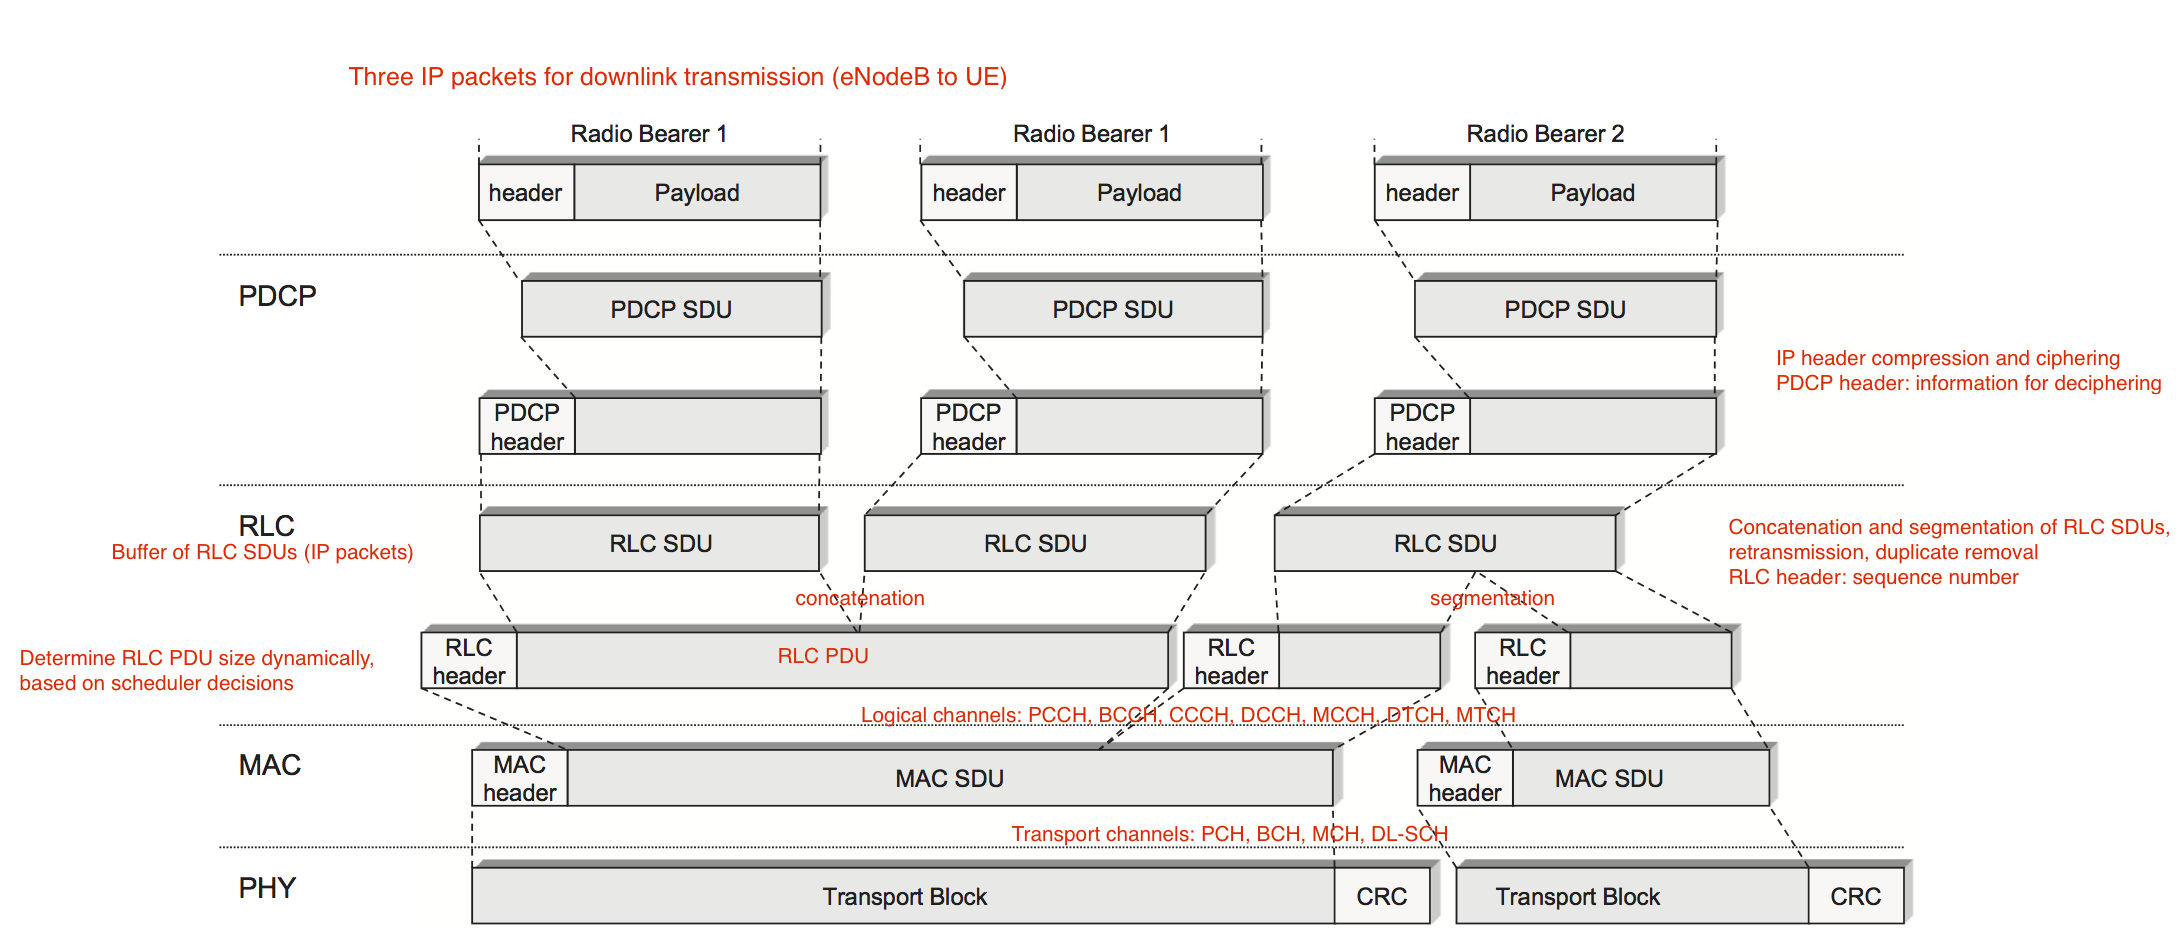 Three IP packets for downlink transmission (eNodeB to UE)
Radio Bearer 1
Radio Bearer 1
Radio Bearer 2
header
Payload
header
Payload
header
Payload
PDCP
PDCP SDU
PDCP SDU
PDCP SDU
IP header compression and ciphering
PDCP header: information for deciphering
PDCP
header
PDCP
header
PDCP
header
RLC
Buffer of RLC SDUs (IP packets)
RLC SDU
RLC SDU
RLC SDU
Concatenation and segmentation of RLC SDUs,
retransmission, duplicate removal
RLC header: sequence number
concatenation
segmentation
Determine RLC PDU size dynamically,
based on scheduler decisions
RLC
header
RLC PDU
RLC
header
RLC
header
Logical channels: PCCH, BCCH, CCCH, DCCH, MCCH, DTCH, MTCH
MAC
MAC
header
MAC SDU
MAC
header
MAC SDU
Transport channels: PCH, BCH, MCH, DL-SCH
PHY
Transport Block
CRC
Transport Block
CRC